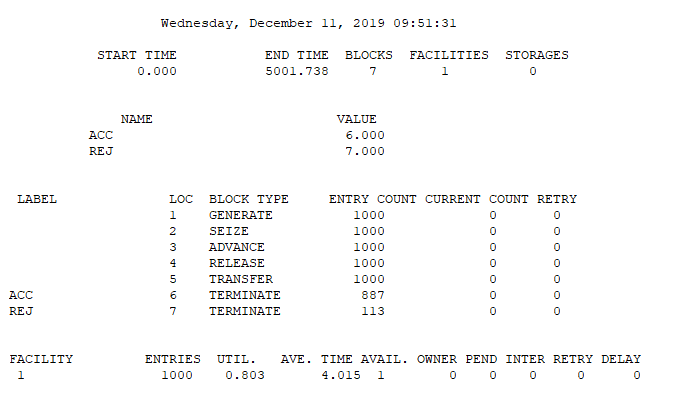 Wednesday, December 11, 2019 09:51:31
START TIME END TIME BLOCKS FACILITIES STORAGES
0.000 5001.738 7 1 0
NAME VALUE
ACC 6.000
REJ 7.000
LABEL LOC BLOCK TYPE ENTRY COUNT CURRENT COUNT RETRY
1 GENERATE 1000 0 0
2 SEIZE 1000 0 0
3 ADVANCE 1000 0 0
4 RELEASE 1000 0 0
5 TRANSFER 1000 0 0
ACC 6 TERMINATE 887 0 0
REJ 7 TERMINATE 113 0 0
FACILITY ENTRIES UTIL. AVE. TIME AVAIL. OWNER PEND INTER RETRY DELAY
1 1000 0.803 4.015 1 0 0 0 0 0